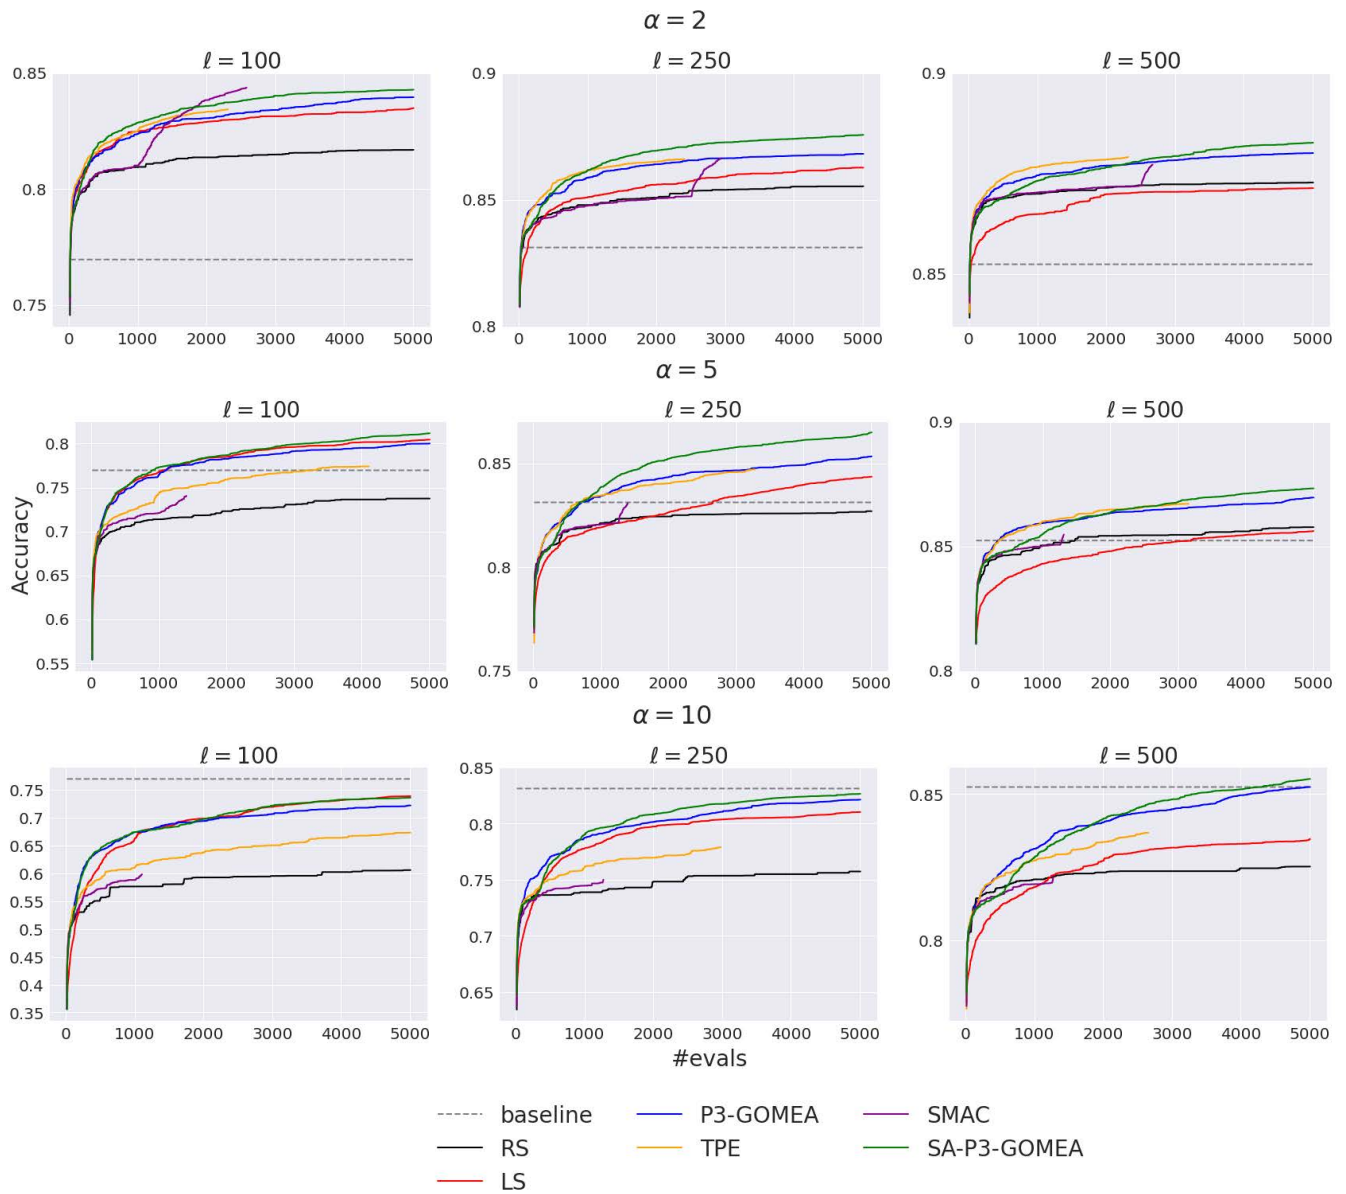 α = 2
ℓ = 100
ℓ = 250
ℓ = 500
0.85
0.8
0.75
0 1000 2000 3000 4000 5000
0.9
0.85
0.8
0 1000 2000 3000 4000 5000
0.9
0.85
0 1000 2000 3000 4000 5000
α = 5
ℓ = 100
ℓ = 250
ℓ = 500
Accuracy
0.8
0.75
0.7
0.65
0.6
0.55
0 1000 2000 3000 4000 5000
0.85
0.8
0.75
0 1000 2000 3000 4000 5000
0.9
0.85
0.8
0 1000 2000 3000 4000 5000
α = 10
ℓ = 100
ℓ = 250
ℓ = 500
0.75
0.7
0.65
0.6
0.55
0.5
0.45
0.4
0.35
0 1000 2000 3000 4000 5000
0.85
0.8
0.75
0.7
0.65
0 1000 2000 3000 4000 5000
0.85
0.8
0 1000 2000 3000 4000 5000
#evals
baseline
RS
LS
P3-GOMEA
TPE
SMAC
SA-P3-GOMEA